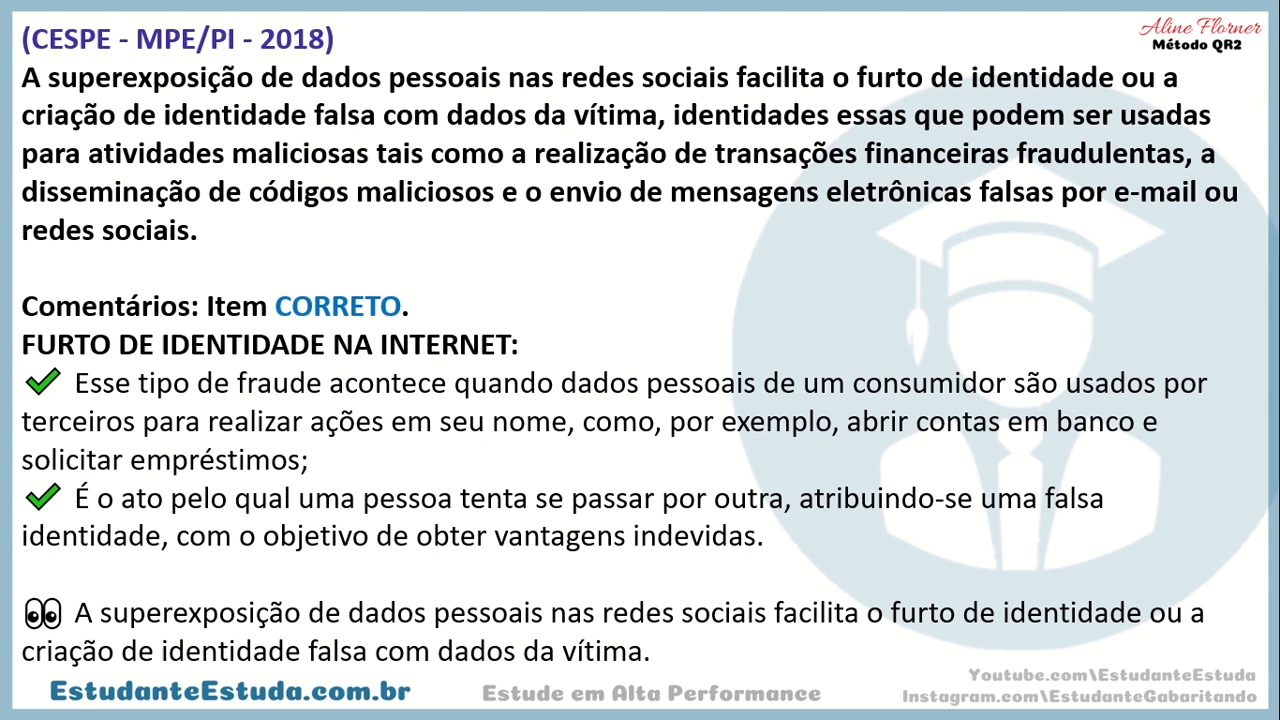 (CESPE - MPE/PI - 2018)
Aline Florner
Método QR2
A superexposição de dados pessoais nas redes sociais facilita o furto de identidade ou a
criação de identidade falsa com dados da vítima, identidades essas que podem ser usadas
para atividades maliciosas tais como a realização de transações financeiras fraudulentas, a
disseminação de códigos maliciosos e o envio de mensagens eletrônicas falsas por e-mail ou
redes sociais.
Comentários: Item CORRETO.
FURTO DE IDENTIDADE NA INTERNET:
Esse tipo de fraude acontece quando dados pessoais de um consumidor são usados por
terceiros para realizar ações em seu nome, como, por exemplo, abrir contas em banco e
solicitar empréstimos;
É o ato pelo qual uma pessoa tenta se passar por outra, atribuindo-se uma falsa
identidade, com o objetivo de obter vantagens indevidas.
A superexposição de dados pessoais nas redes sociais facilita o furto de identidade ou a
criação de identidade falsa com dados da vítima.
EstudanteEstuda.com.br
Estude em Alta Performance
Youtube.com\EstudanteEstuda
Instagram.com\EstudanteGabaritando